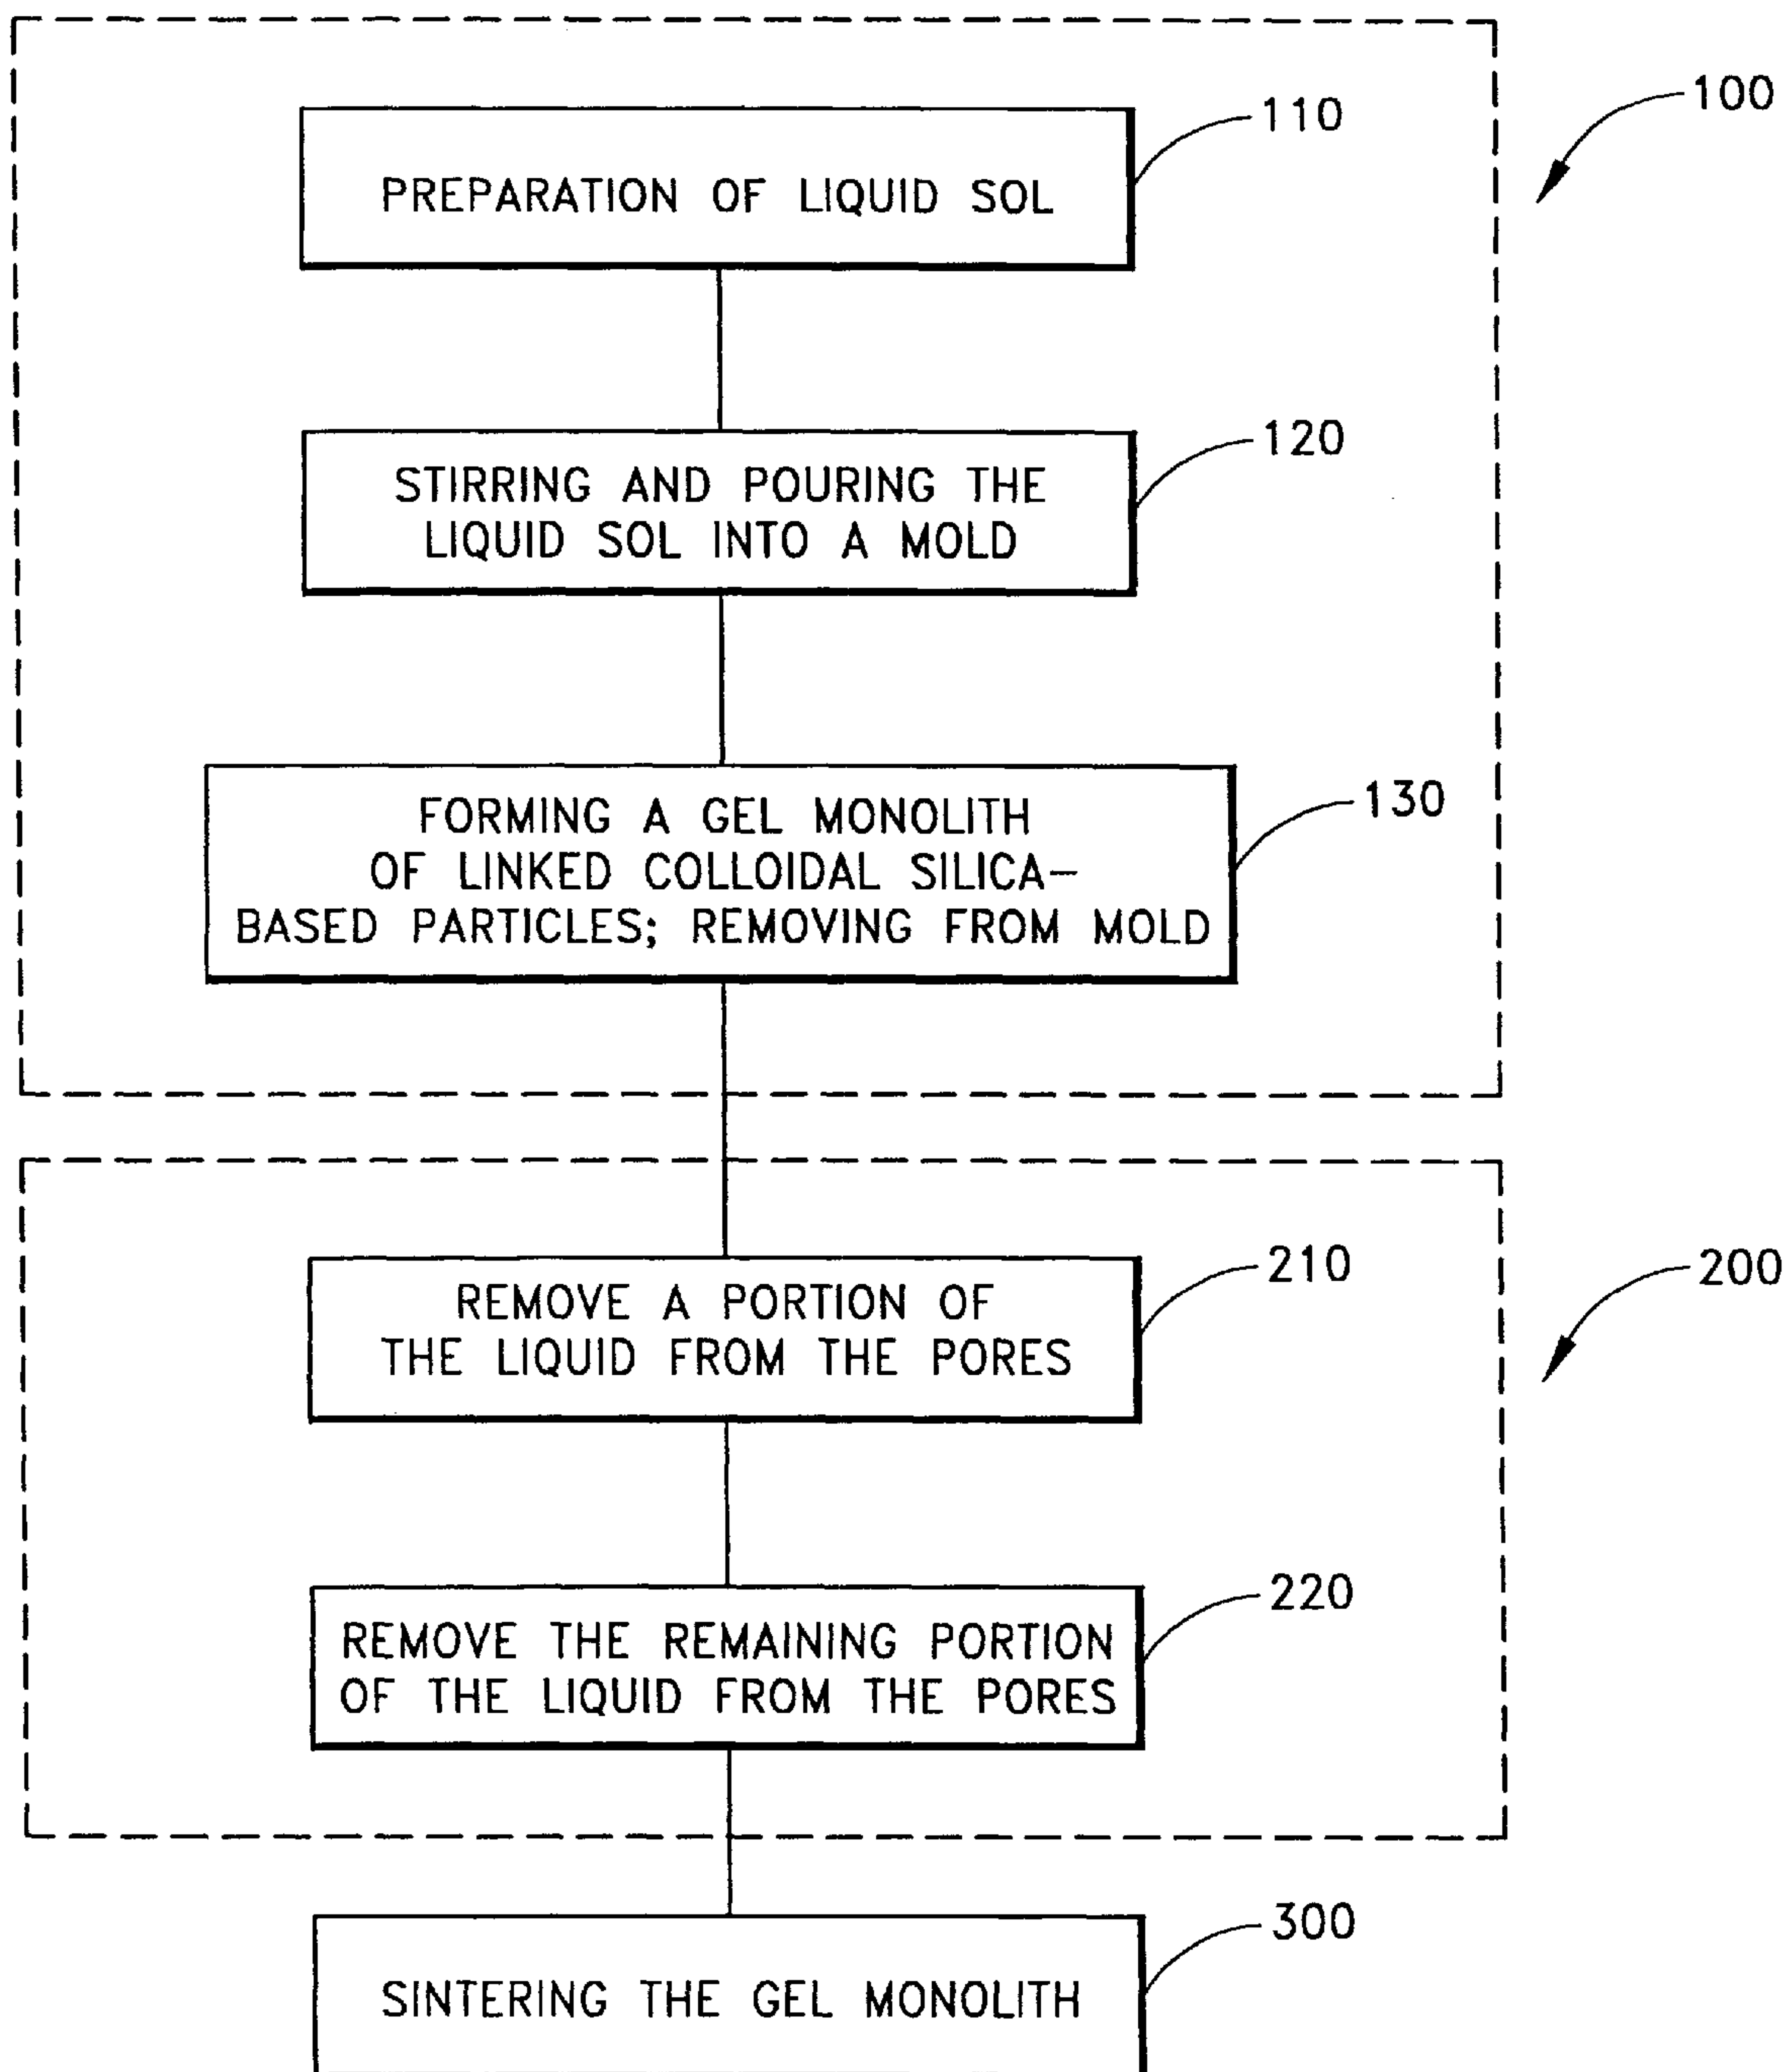 100
110
PREPARATION OF LIQUID SOL
120
STIRRING AND POURING THE
LIQUID SOL INTO A MOLD
130
FORMING A GEL MONOLITH
OF LINKED COLLOIDAL SILICA-
BASED PARTICLES; REMOVING FROM MOLD
200
210
REMOVE A PORTION OF
THE LIQUID FROM THE PORES
220
REMOVE THE REMAINING PORTION
OF THE LIQUID FROM THE PORES
300
SINTERING THE GEL MONOLITH